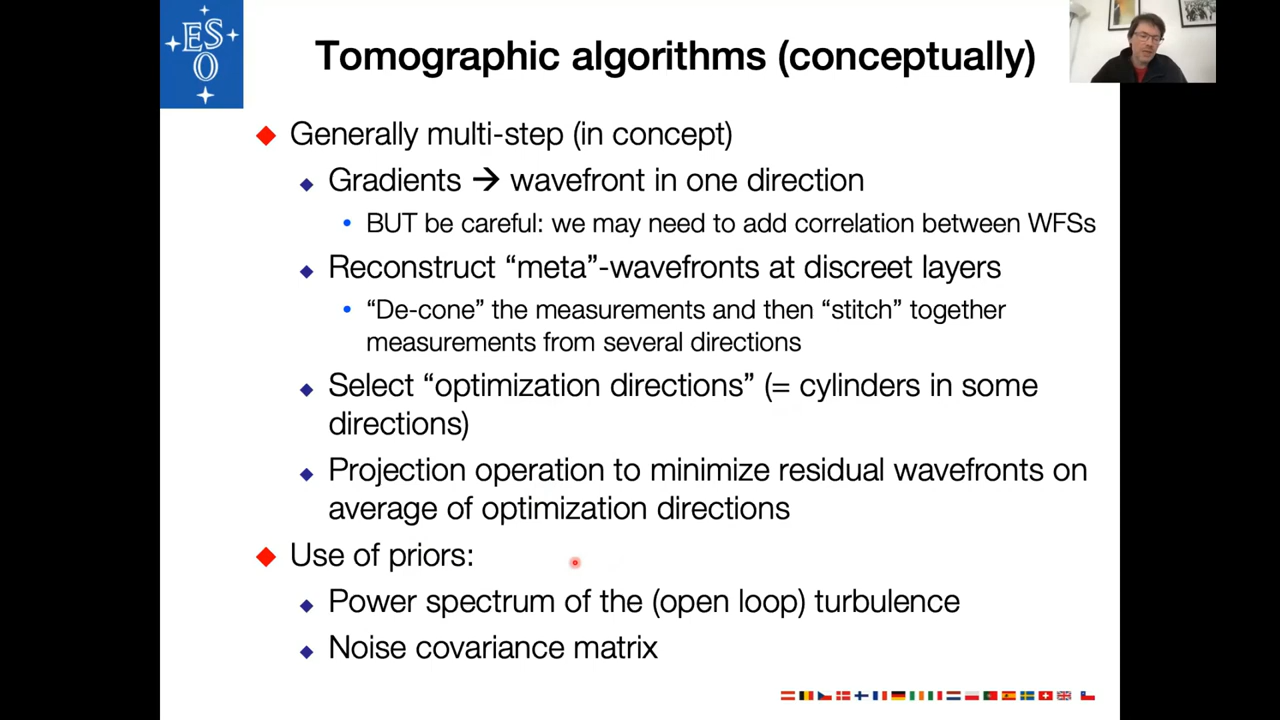 ESO
Tomographic algorithms (conceptually)
Generally multi-step (in concept)
Gradients → wavefront in one direction
BUT be careful: we may need to add correlation between WFSs
Reconstruct “meta”-wavefronts at discreet layers
“De-cone” the measurements and then “stitch” together
measurements from several directions
Select “optimization directions” (= cylinders in some
directions)
Projection operation to minimize residual wavefronts on
average of optimization directions
Use of priors:
Power spectrum of the (open loop) turbulence
Noise covariance matrix